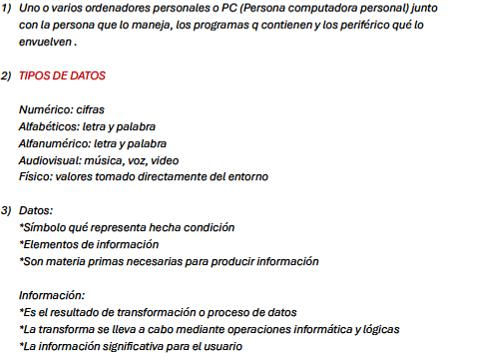 1) Uno o varios ordenadores personales o PC (Persona computadora personal) junto
con la persona que lo maneja, los programas q contienen y los periférico qué lo
envuelven .
2) TIPOS DE DATOS
Numérico: cifras
Alfabéticos: letra y palabra
Alfanumérico: letra y palabra
Audiovisual: música, voz, video
Físico: valores tomado directamente del entorno
3) Datos:
*Símbolo qué representa hecha condición
*Elementos de información
*Son materia primas necesarias para producir información
Información:
*Es el resultado de transformación o proceso de datos
*La transforma se lleva a cabo mediante operaciones informática y lógicas
*La información significativa para el usuario